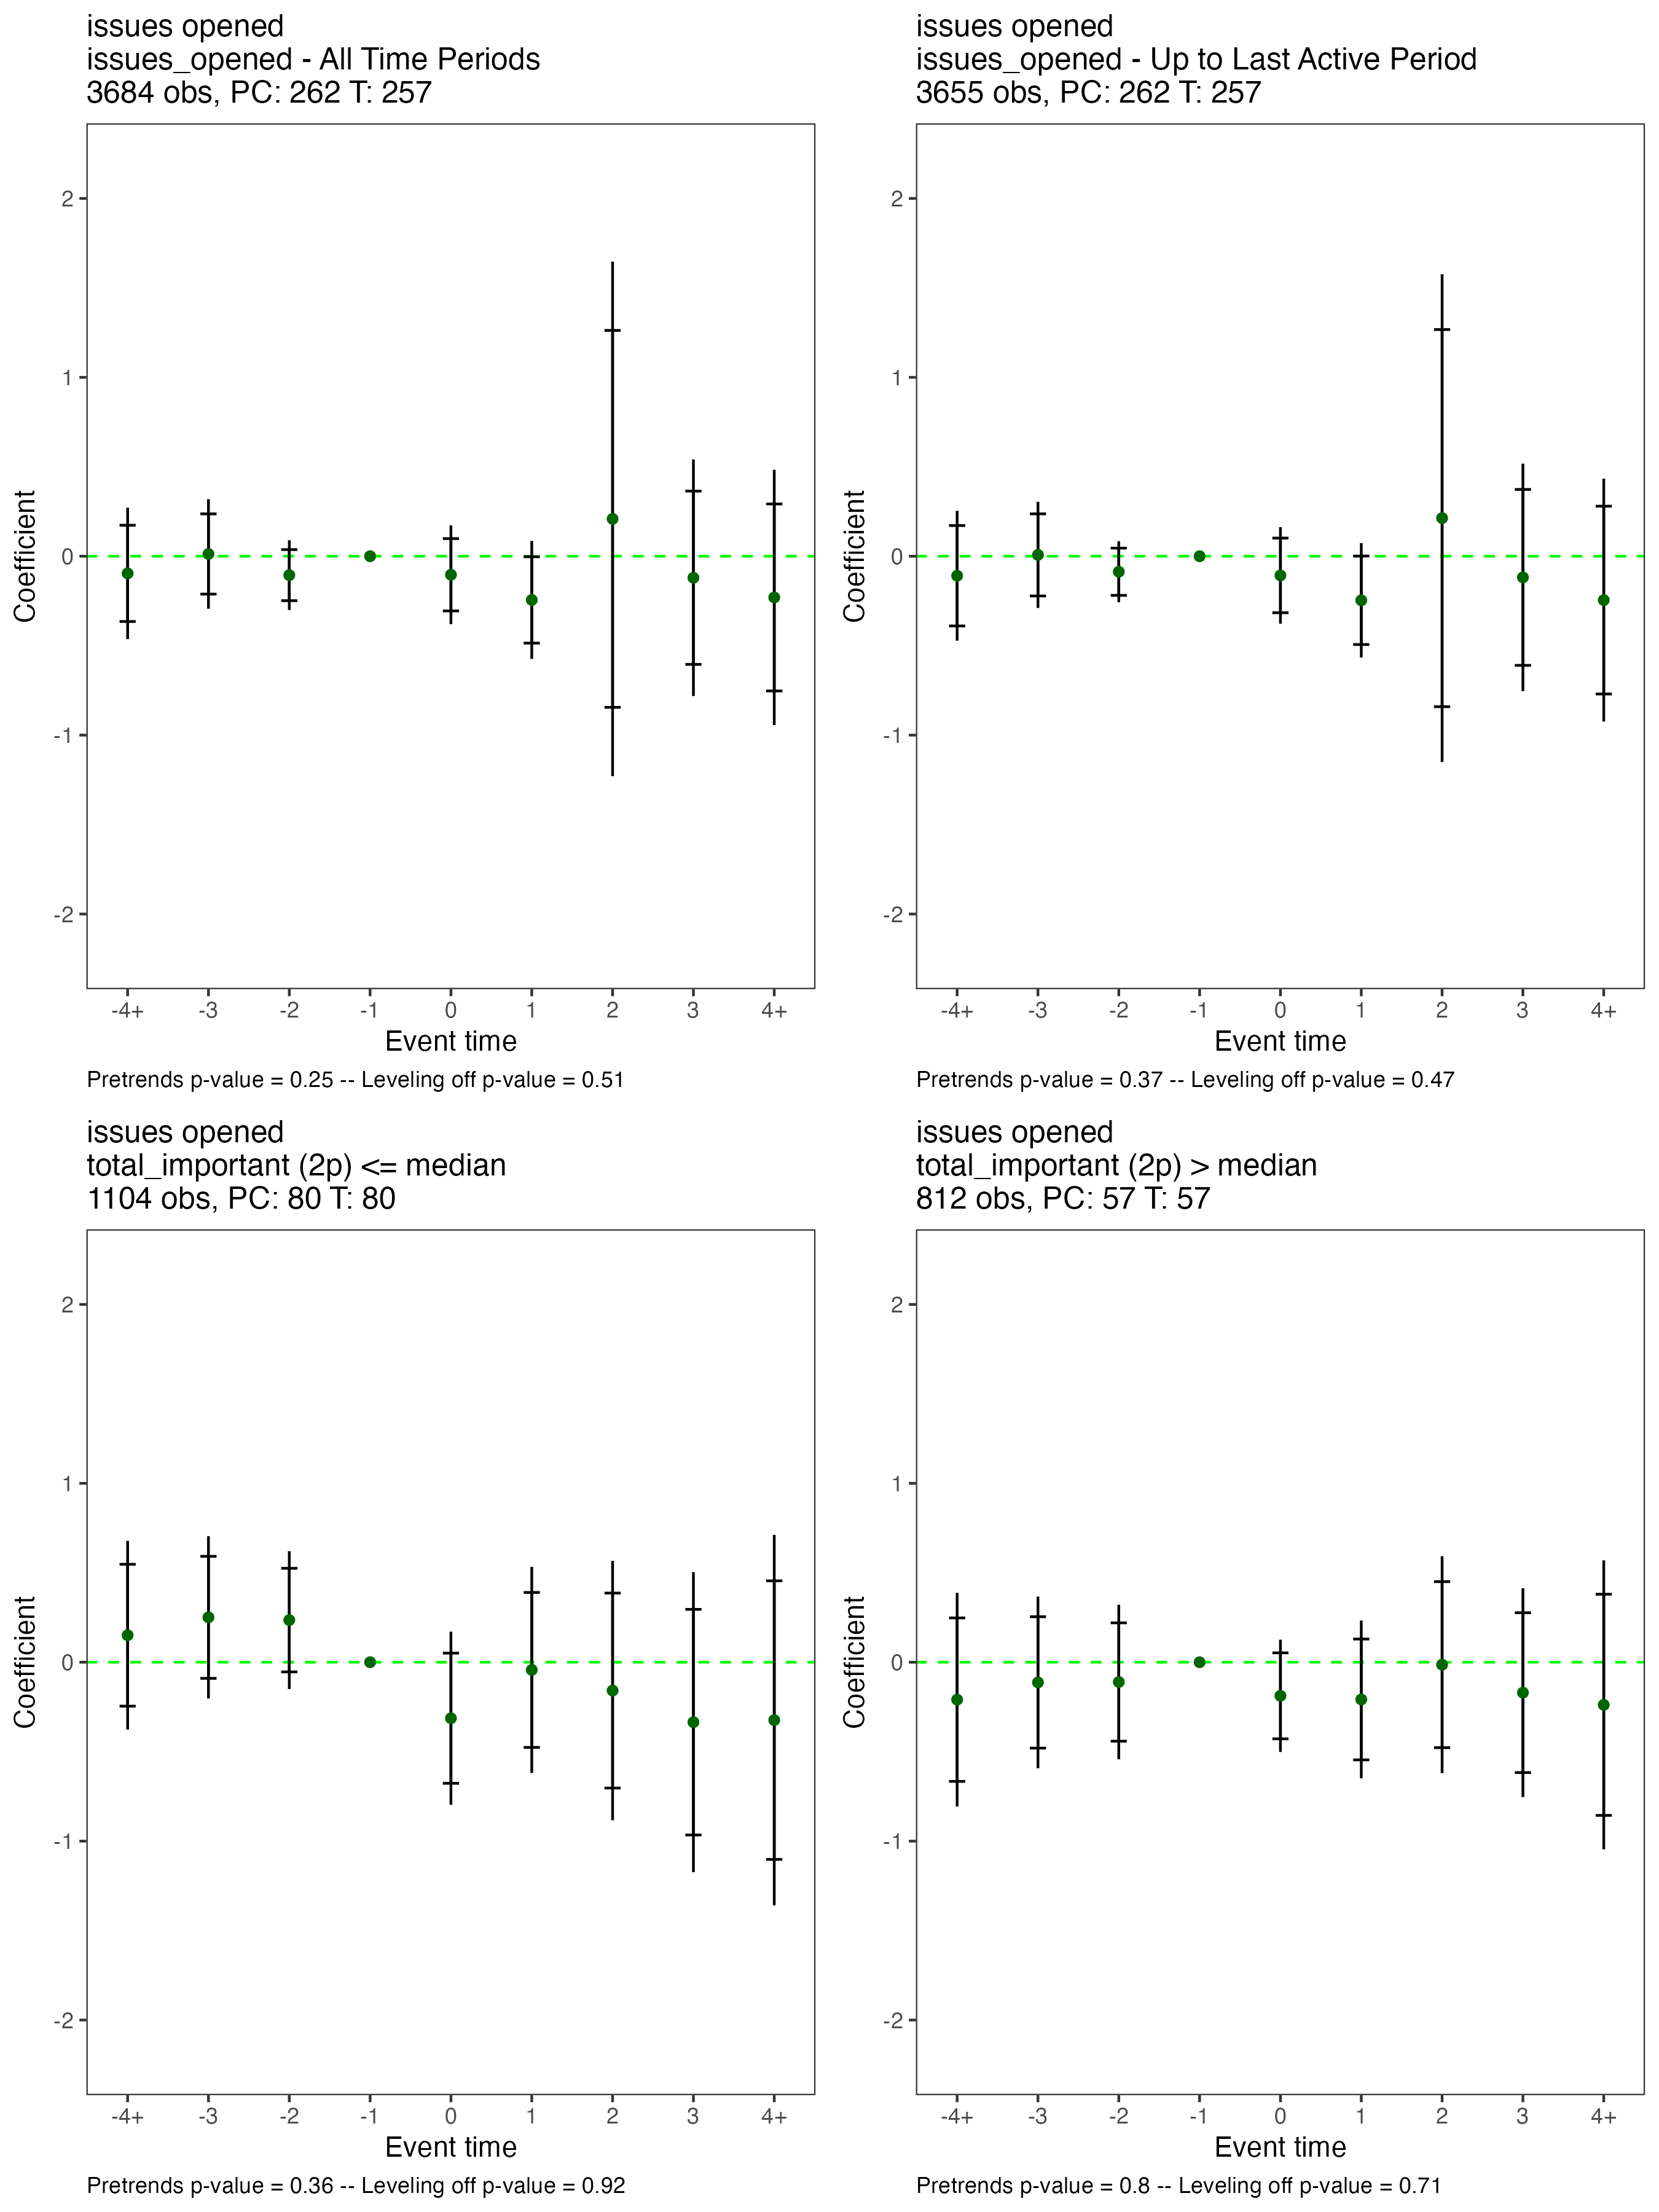 issues opened
issues_opened - All Time Periods
3684 obs, PC: 262 T: 257
2
1
0
-1
-2
Coefficient
-4+ -3 -2 -1 0 1 2 3 4+
Event time
Pretrends p-value = 0.25 -- Leveling off p-value = 0.51
issues opened
issues_opened - Up to Last Active Period
3655 obs, PC: 262 T: 257
2
1
0
-1
-2
Coefficient
-4+ -3 -2 -1 0 1 2 3 4+
Event time
Pretrends p-value = 0.37 -- Leveling off p-value = 0.47
issues opened
total_important (2p) <= median
1104 obs, PC: 80 T: 80
2
1
0
-1
-2
Coefficient
-4+ -3 -2 -1 0 1 2 3 4+
Event time
Pretrends p-value = 0.36 -- Leveling off p-value = 0.92
issues opened
total_important (2p) > median
812 obs, PC: 57 T: 57
2
1
0
-1
-2
Coefficient
-4+ -3 -2 -1 0 1 2 3 4+
Event time
Pretrends p-value = 0.8 -- Leveling off p-value = 0.71